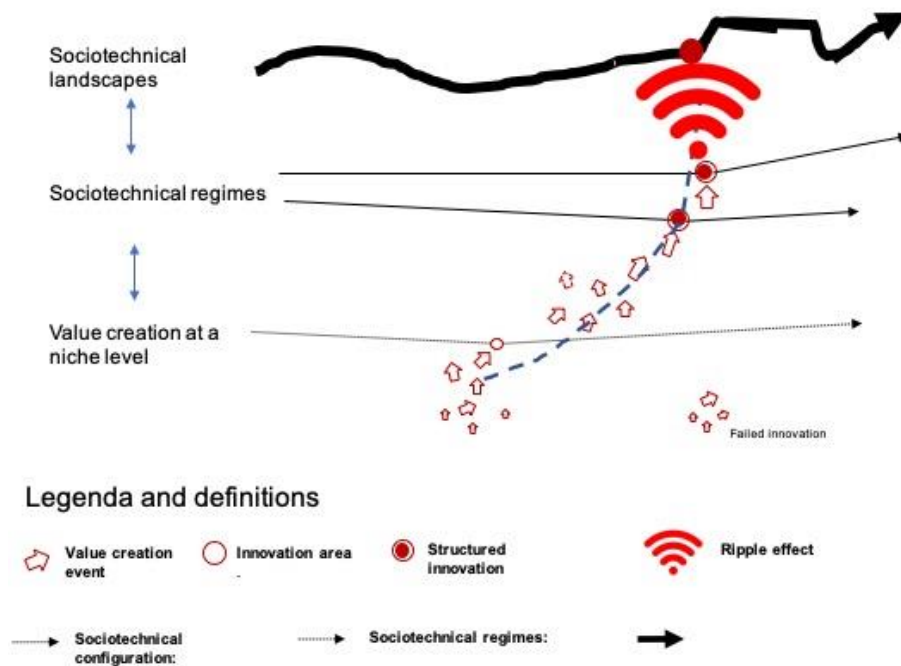 Sociotechnical
landscapes
Sociotechnical regimes
Value creation at a
niche level
Failed innovation
Legenda and definitions
Value creation
event
Innovation area
Structured
innovation
Ripple effect
Sociotechnical
configuration:
Sociotechnical regimes: